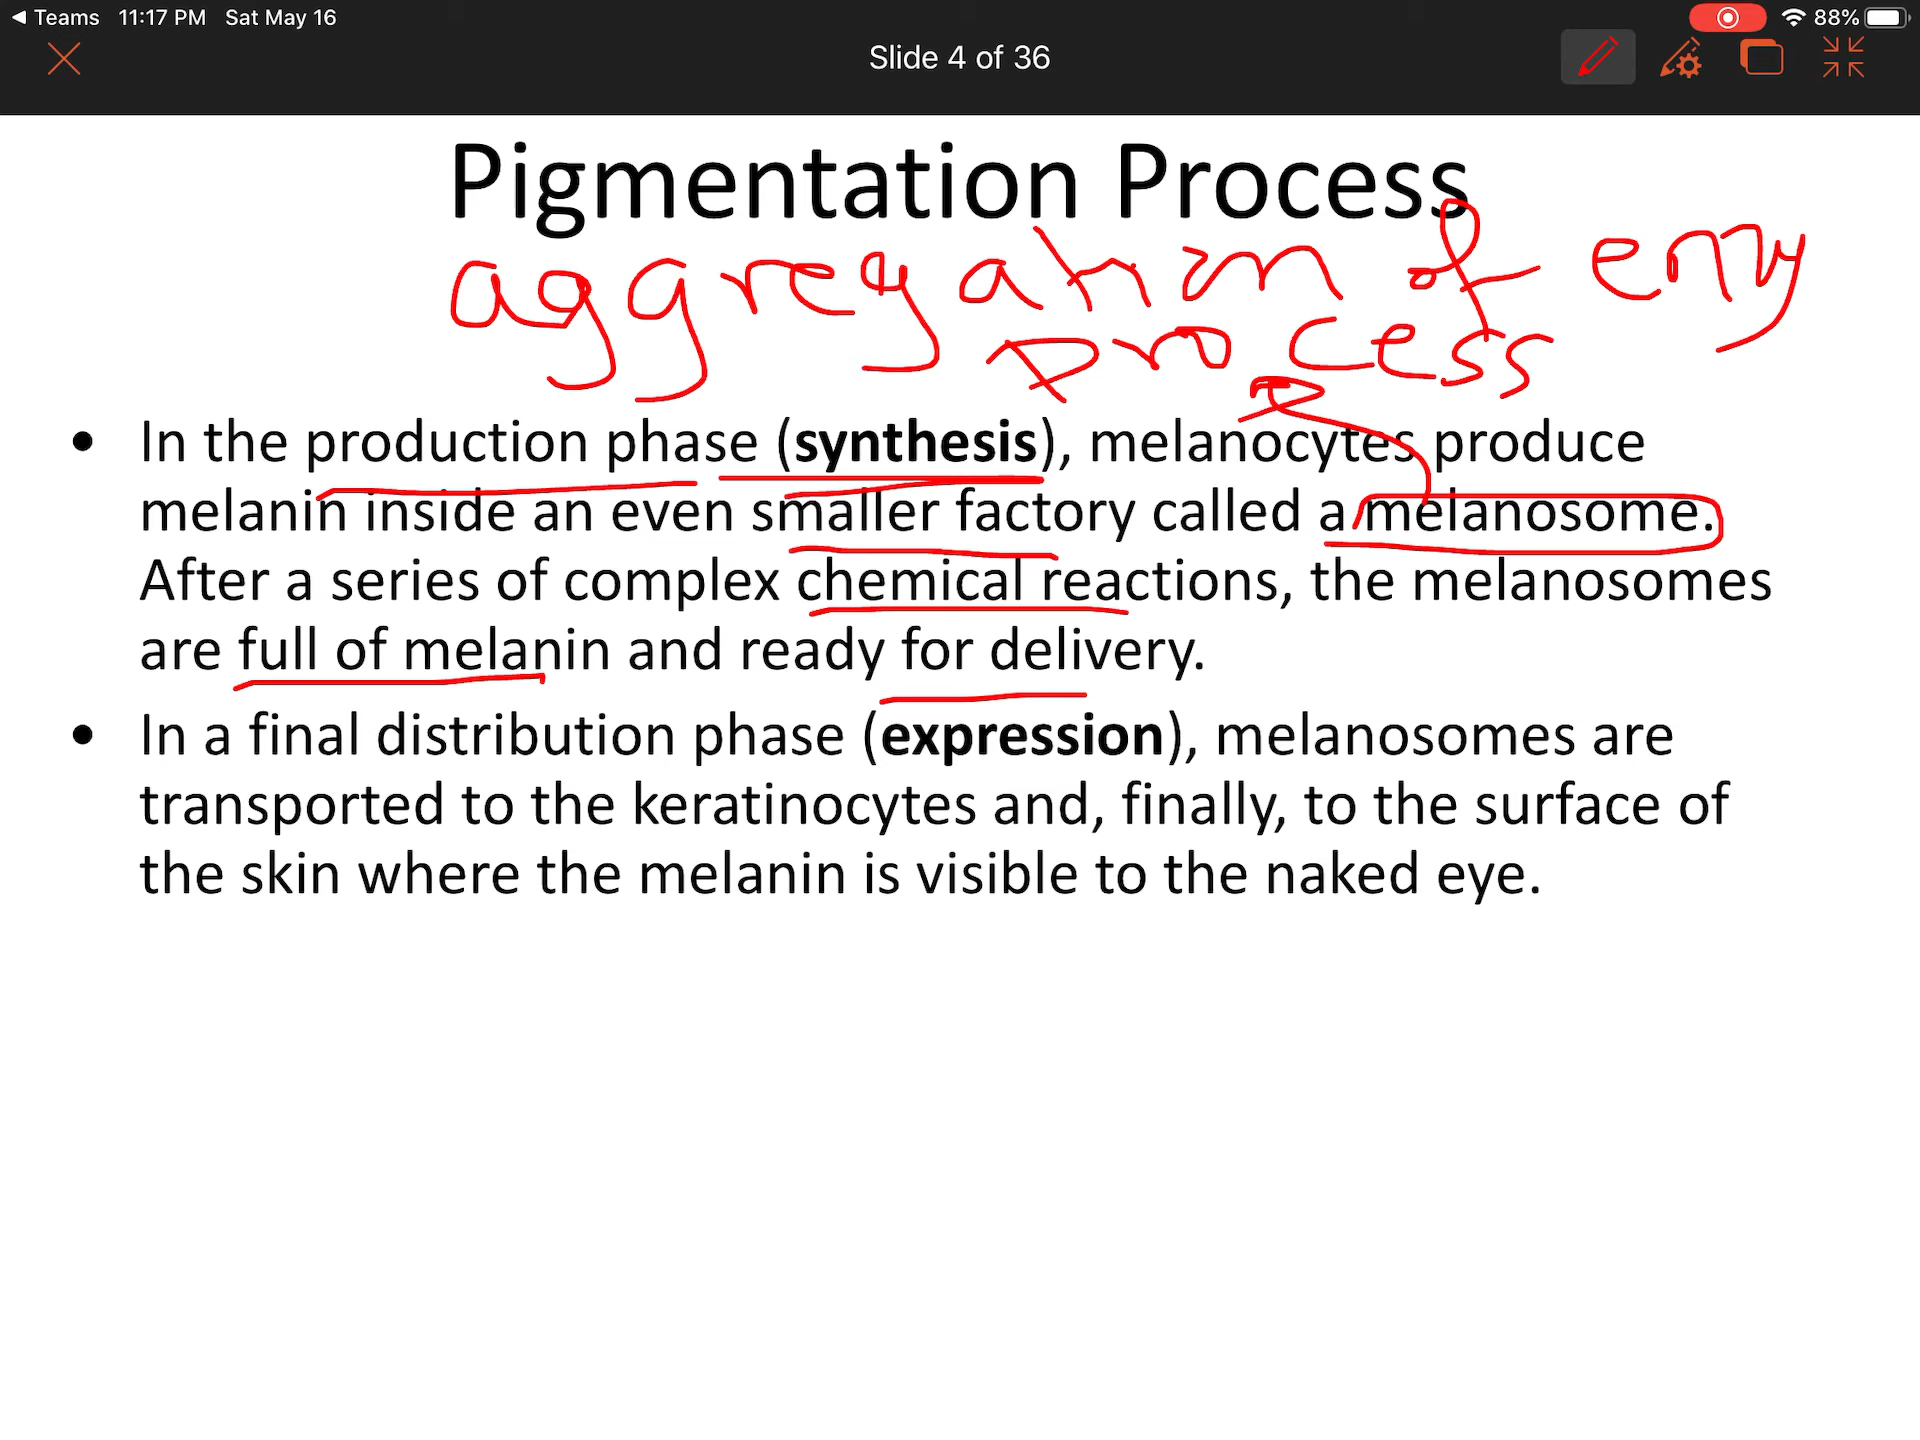 Teams 11:17 PM Sat May 16 88%
Slide 4 of 36
Pigmentation Process
aggregation of enzy
process
• In the production phase (synthesis), melanocytes produce
melanin inside an even smaller factory called a melanosome.
After a series of complex chemical reactions, the melanosomes
are full of melanin and ready for delivery.
• In a final distribution phase (expression), melanosomes are
transported to the keratinocytes and, finally, to the surface of
the skin where the melanin is visible to the naked eye.